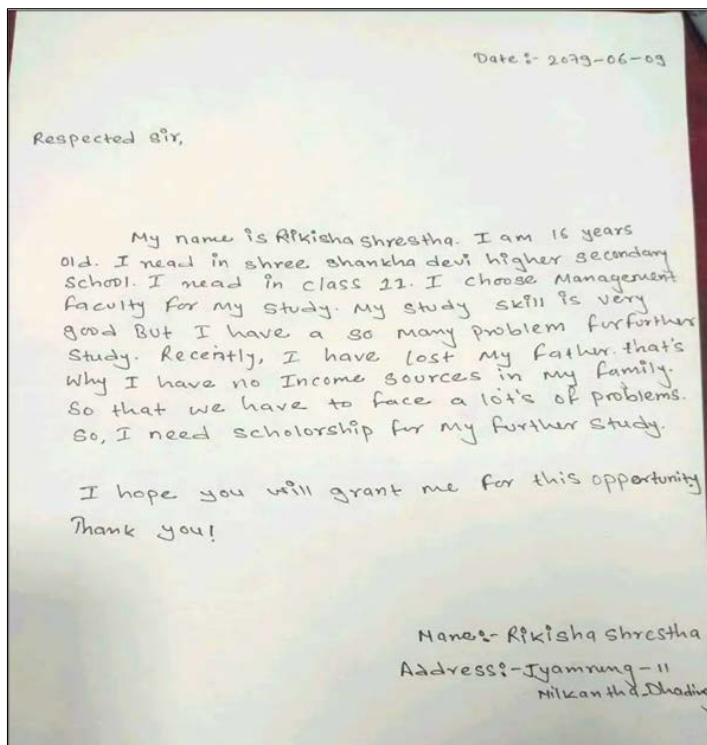 Date:- 2079-06-09
Respected Sir,
My name is Rikisha Shrestha. I am 16 years
old. I read in shree shankha devi higher secondary
School. I read in class 11. I choose Management
faculty for my study. My study skill is very
good But I have a so many problem furfurther
Study. Recently, I have lost my father. that's
why I have no Income sources in my family.
So that we have to face a lot's of problems.
So, I need scholorship for my further study.
I hope you will grant me for this opportunity
Thank you!
Name:- Rikisha Shrestha
Address:- Jyamrung-11
Nilkantha-Dhading